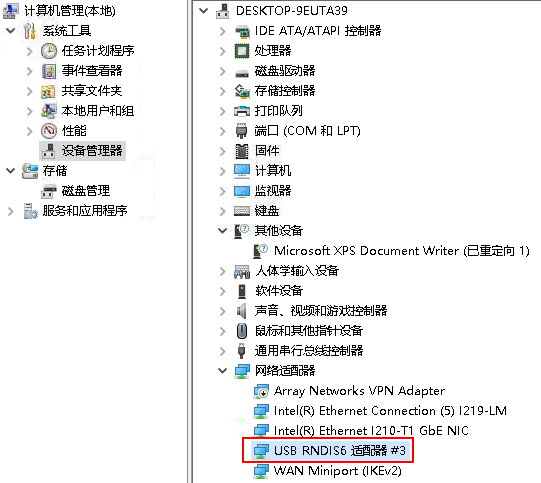 计算机管理(本地)
系统工具
任务计划程序
事件查看器
共享文件夹
本地用户和组
性能
设备管理器
存储
磁盘管理
服务和应用程序
DESKTOP-9EUTA39
IDE ATA/ATAPI 控制器
处理器
磁盘驱动器
存储控制器
打印队列
端口 (COM 和 LPT)
固件
计算机
监视器
键盘
其他设备
Microsoft XPS Document Writer (已重定向 1)
人体学输入设备
软件设备
声音、视频和游戏控制器
鼠标和其他指针设备
通用串行总线控制器
网络适配器
Array Networks VPN Adapter
Intel(R) Ethernet Connection (5) I219-LM
Intel(R) Ethernet I210-T1 GbE NIC
USB RNDIS6 适配器 #3
WAN Miniport (IKEv2)